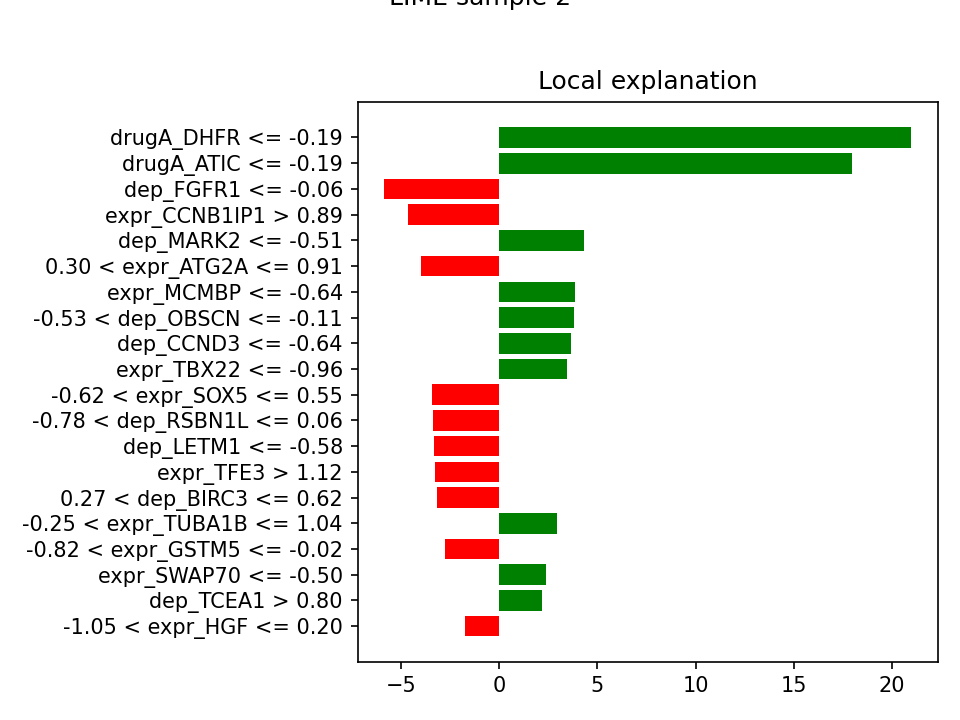 LIME sample 2
Local explanation
drugA_DHFR <= -0.19
drugA_ATIC <= -0.19
dep_FGFR1 <= -0.06
expr_CCNB1IP1 > 0.89
dep_MARK2 <= -0.51
0.30 < expr_ATG2A <= 0.91
expr_MCMBP <= -0.64
-0.53 < dep_OBSCN <= -0.11
dep_CCND3 <= -0.64
expr_TBX22 <= -0.96
-0.62 < expr_SOX5 <= 0.55
-0.78 < dep_RSBN1L <= 0.06
dep_LETM1 <= -0.58
expr_TFE3 > 1.12
0.27 < dep_BIRC3 <= 0.62
-0.25 < expr_TUBA1B <= 1.04
-0.82 < expr_GSTM5 <= -0.02
expr_SWAP70 <= -0.50
dep_TCEA1 > 0.80
-1.05 < expr_HGF <= 0.20
−5 0 5 10 15 20